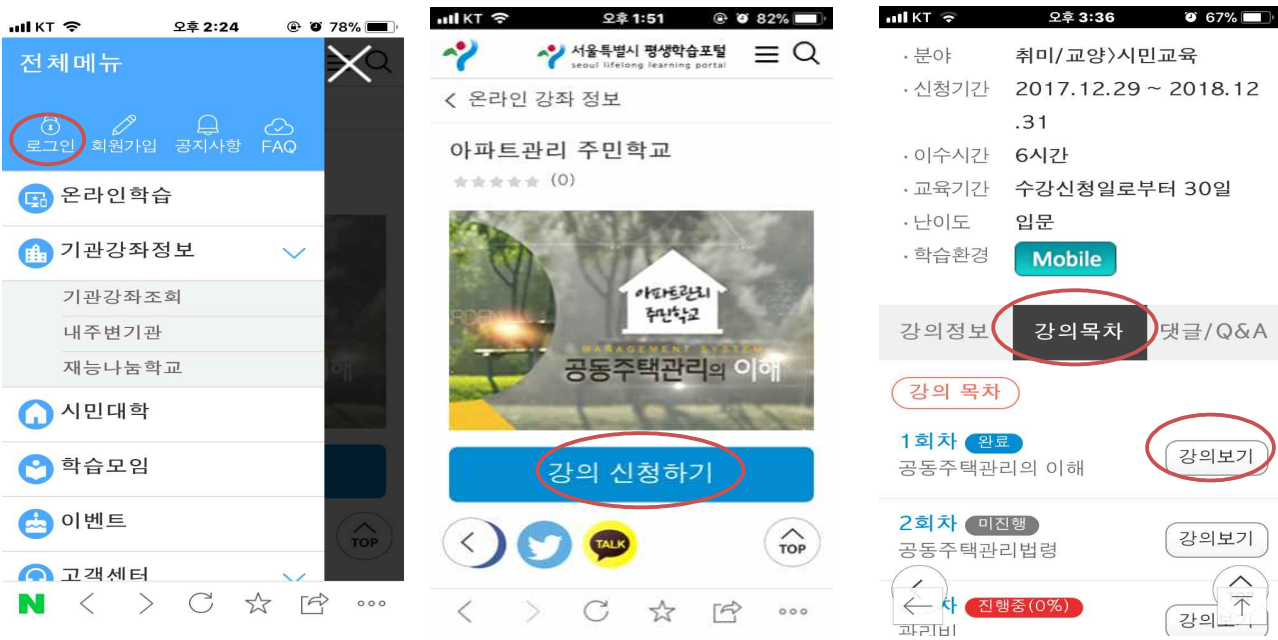 KT 오후 2:24 78%
전체메뉴
로그인 회원가입 공지사항 FAQ
온라인학습
기관강좌정보
기관강좌조회
내주변기관
재능나눔학교
시민대학
학습모임
이벤트
고객센터
TOP
N
KT 오후 1:51 82%
서울특별시 평생학습포털
seoul lifelong learning portal
온라인 강좌 정보
아파트관리 주민학교
(0)
아파트관리
주민학교
MANAGEMENT SYSTEM
공동주택관리의 이해
강의 신청하기
TALK
TOP
KT 오후 3:36 67%
· 분야 취미/교양〉시민교육
· 신청기간 2017.12.29 ~ 2018.12
.31
· 이수시간 6시간
· 교육기간 수강신청일로부터 30일
· 난이도 입문
· 학습환경 Mobile
강의정보 강의목차 댓글/Q&A
강의 목차
1회차 완료
공동주택관리의 이해
강의보기
2회차 미진행
공동주택관리법령
강의보기
차 진행중(0%)
관리비
강의보기